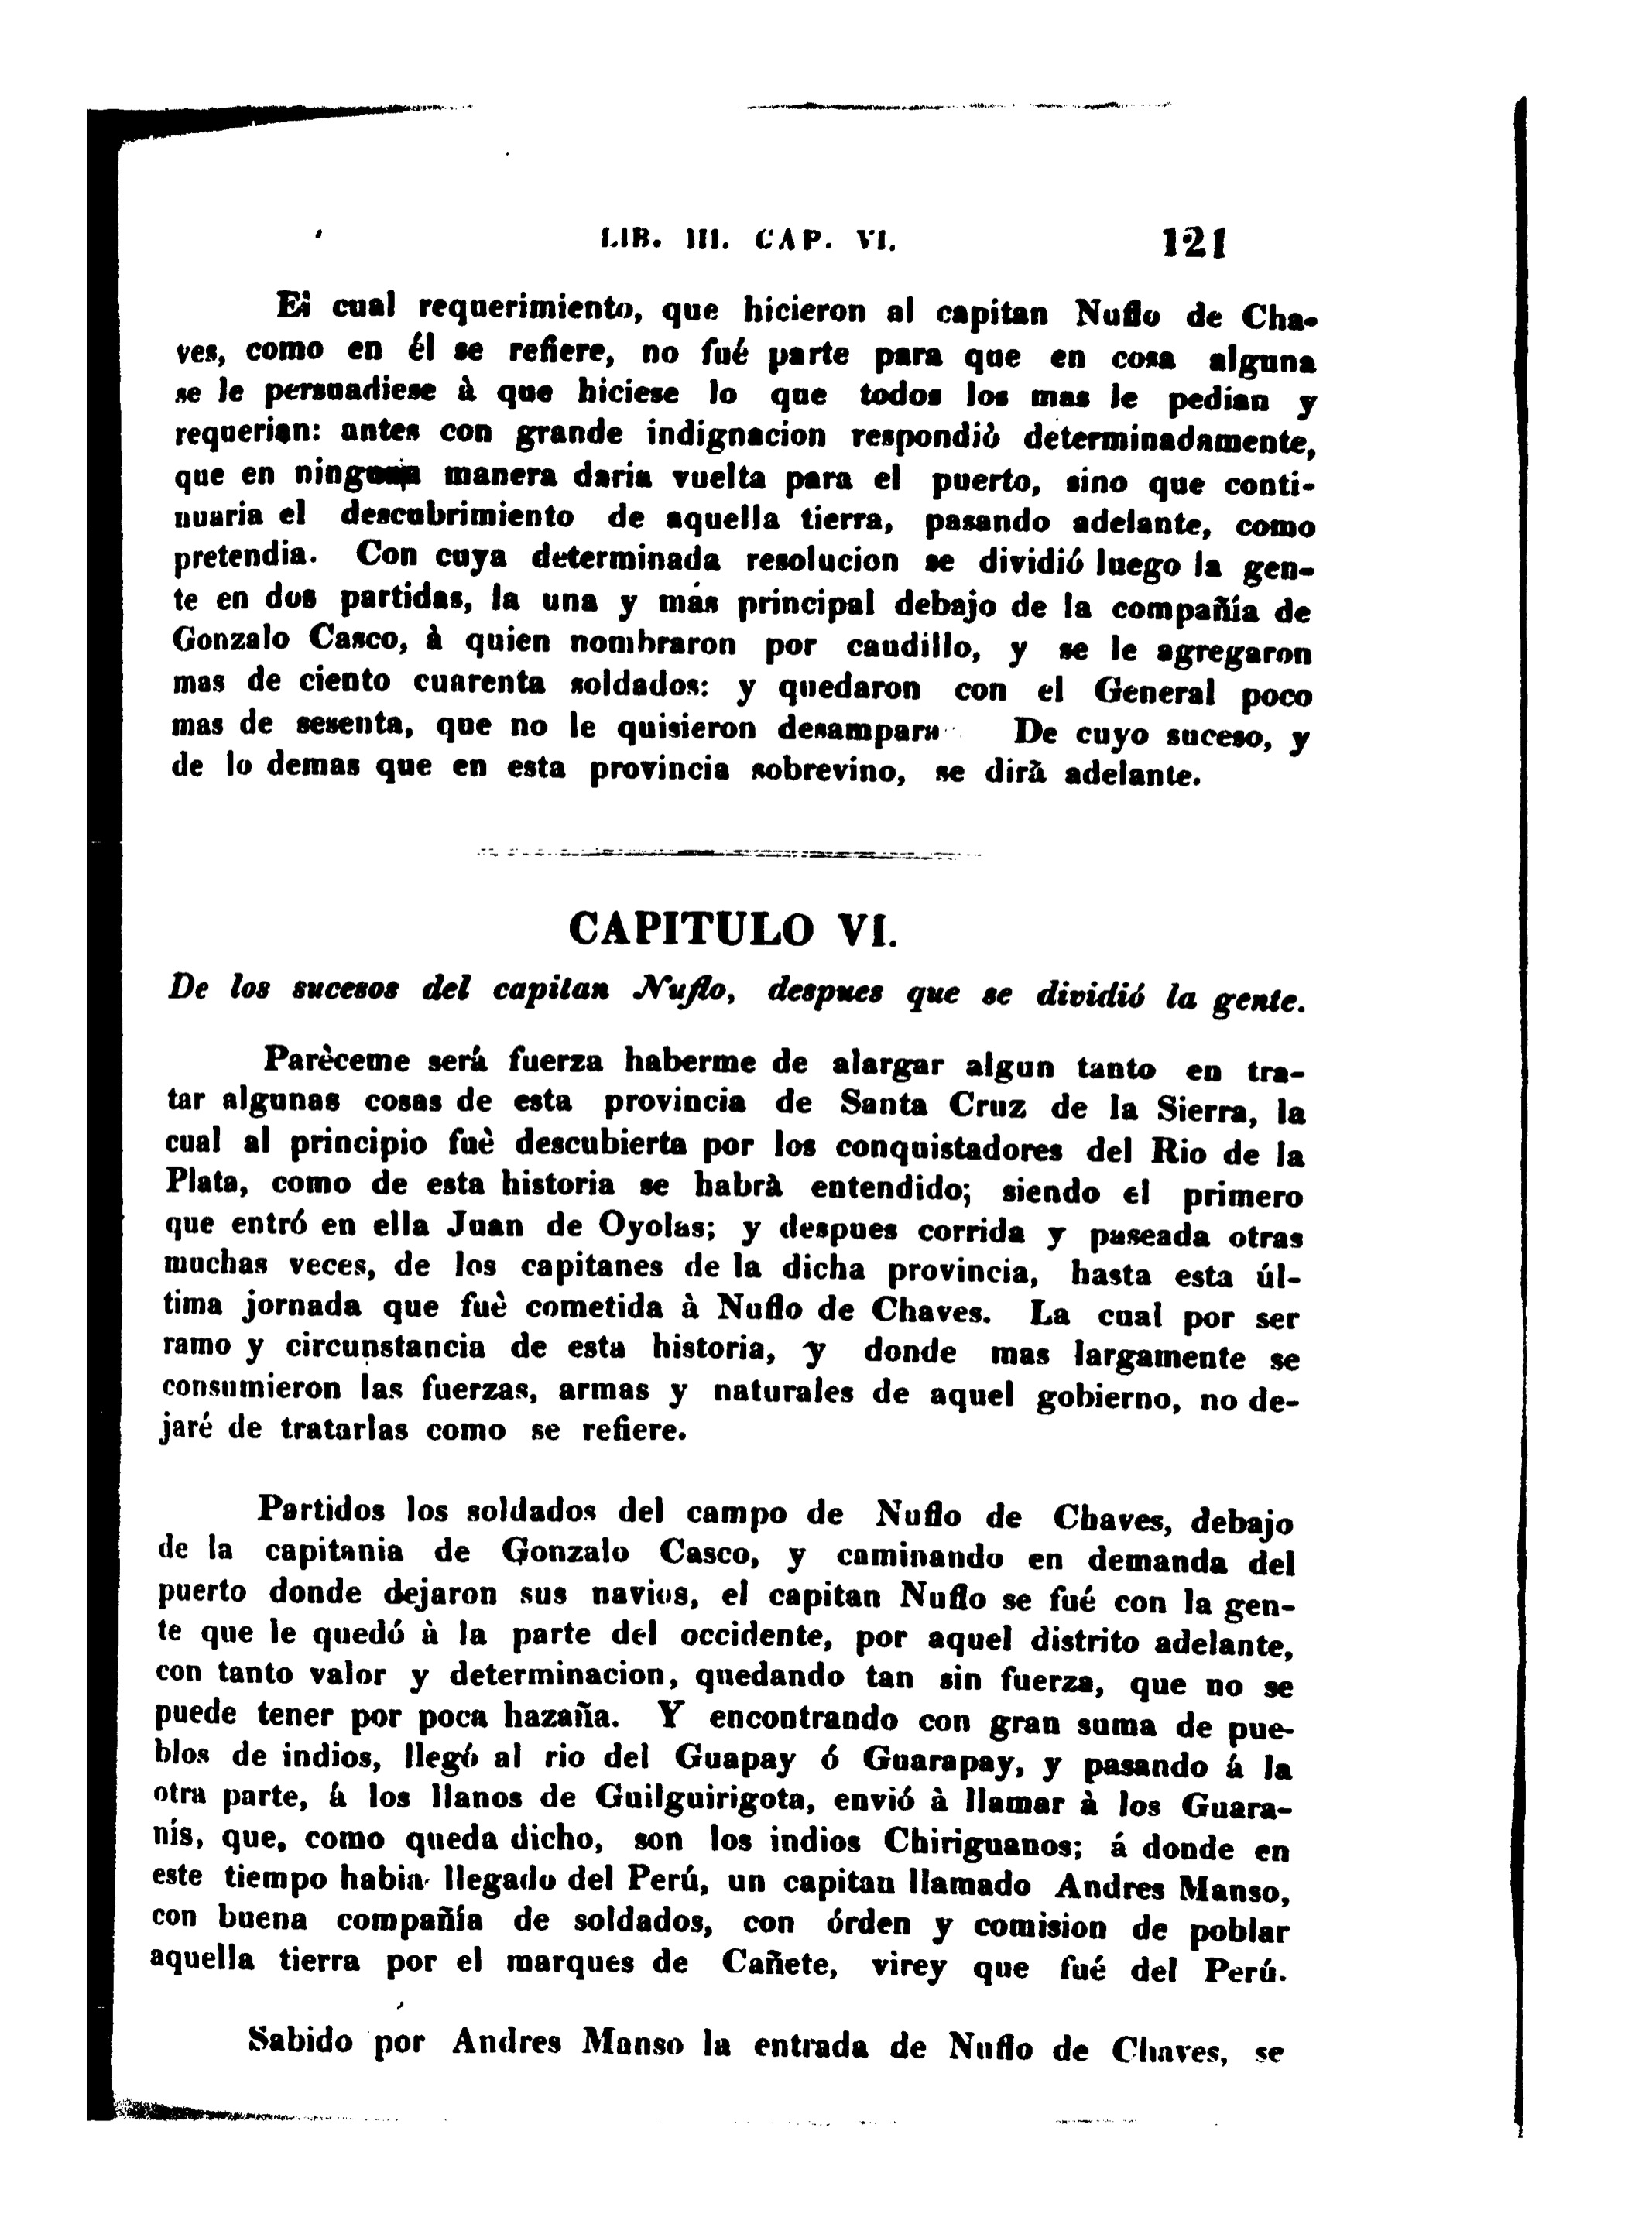 LIB. III. CAP. VI. 121
El cual requerimiento, que hicieron al capitan Nuflo de Cha-
ves, como en él se refiere, no fué parte para que en cosa alguna
se le persuadiese à que hiciese lo que todos los mas le pedian y
requerian: antes con grande indignacion respondiò determinadamente,
que en ninguna manera daria vuelta para el puerto, sino que conti-
nuaria el descubrimiento de aquella tierra, pasando adelante, como
pretendia. Con cuya determinada resolucion se dividió luego la gen-
te en dos partidas, la una y más principal debajo de la compañía de
Gonzalo Casco, à quien nombraron por caudillo, y se le agregaron
mas de ciento cuarenta soldados: y quedaron con el General poco
mas de sesenta, que no le quisieron desampara De cuyo suceso, y
de lo demas que en esta provincia sobrevino, se dirà adelante.
CAPITULO VI.
De los sucesos del capitan Nuflo, despues que se dividió la gente.
Parèceme será fuerza haberme de alargar algun tanto en tra-
tar algunas cosas de esta provincia de Santa Cruz de la Sierra, la
cual al principio fuè descubierta por los conquistadores del Rio de la
Plata, como de esta historia se habrà entendido; siendo el primero
que entró en ella Juan de Oyolas; y despues corrida y paseada otras
muchas veces, de los capitanes de la dicha provincia, hasta esta úl-
tima jornada que fuè cometida à Nuflo de Chaves. La cual por ser
ramo y circunstancia de esta historia, y donde mas largamente se
consumieron las fuerzas, armas y naturales de aquel gobierno, no de-
jaré de tratarlas como se refiere.
Partidos los soldados del campo de Nuflo de Chaves, debajo
de la capitania de Gonzalo Casco, y caminando en demanda del
puerto donde dejaron sus navios, el capitan Nuflo se fué con la gen-
te que le quedó à la parte del occidente, por aquel distrito adelante,
con tanto valor y determinacion, quedando tan sin fuerza, que no se
puede tener por poca hazaña. Y encontrando con gran suma de pue-
blos de indios, llegó al rio del Guapay ó Guarapay, y pasando á la
otra parte, á los llanos de Guilguirigota, envió à llamar à los Guara-
nís, que, como queda dicho, son los indios Chiriguanos; á donde en
este tiempo habia llegado del Perú, un capitan llamado Andres Manso,
con buena compañía de soldados, con órden y comision de poblar
aquella tierra por el marques de Cañete, virey que fué del Perú.
Sabido por Andres Manso la entrada de Nuflo de Chaves, se